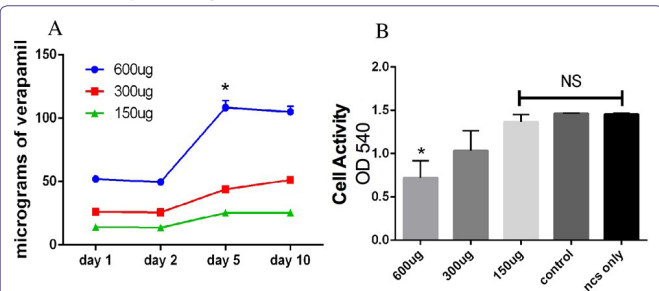 A
micrograms of verapamil
150
100
50
0
600ug
300ug
150ug
*
day 1
day 2
day 5
day 10
B
Cell Activity
OD 540
2.0
1.5
1.0
0.5
0.0
NS
*
600ug
300ug
150ug
control
ncs only